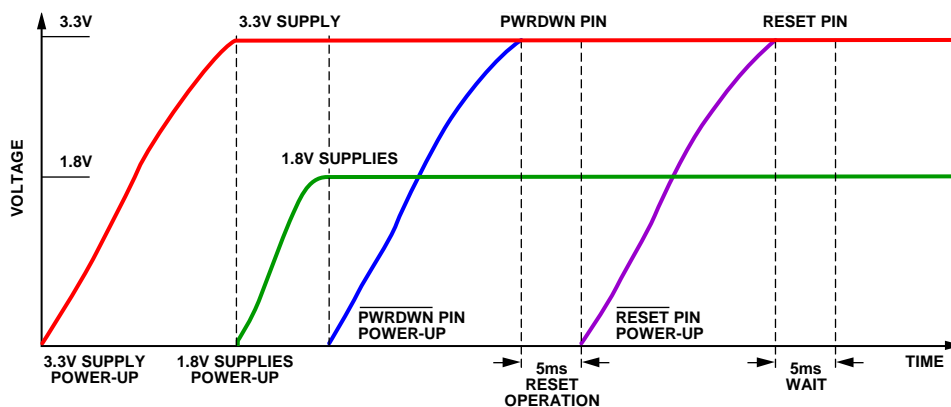 3.3V
3.3V SUPPLY
PWRDWN PIN
RESET PIN
1.8V
1.8V SUPPLIES
VOLTAGE
PWRDWN PIN
POWER-UP
RESET PIN
POWER-UP
3.3V SUPPLY
POWER-UP
1.8V SUPPLIES
POWER-UP
5ms
RESET
OPERATION
5ms
WAIT
TIME